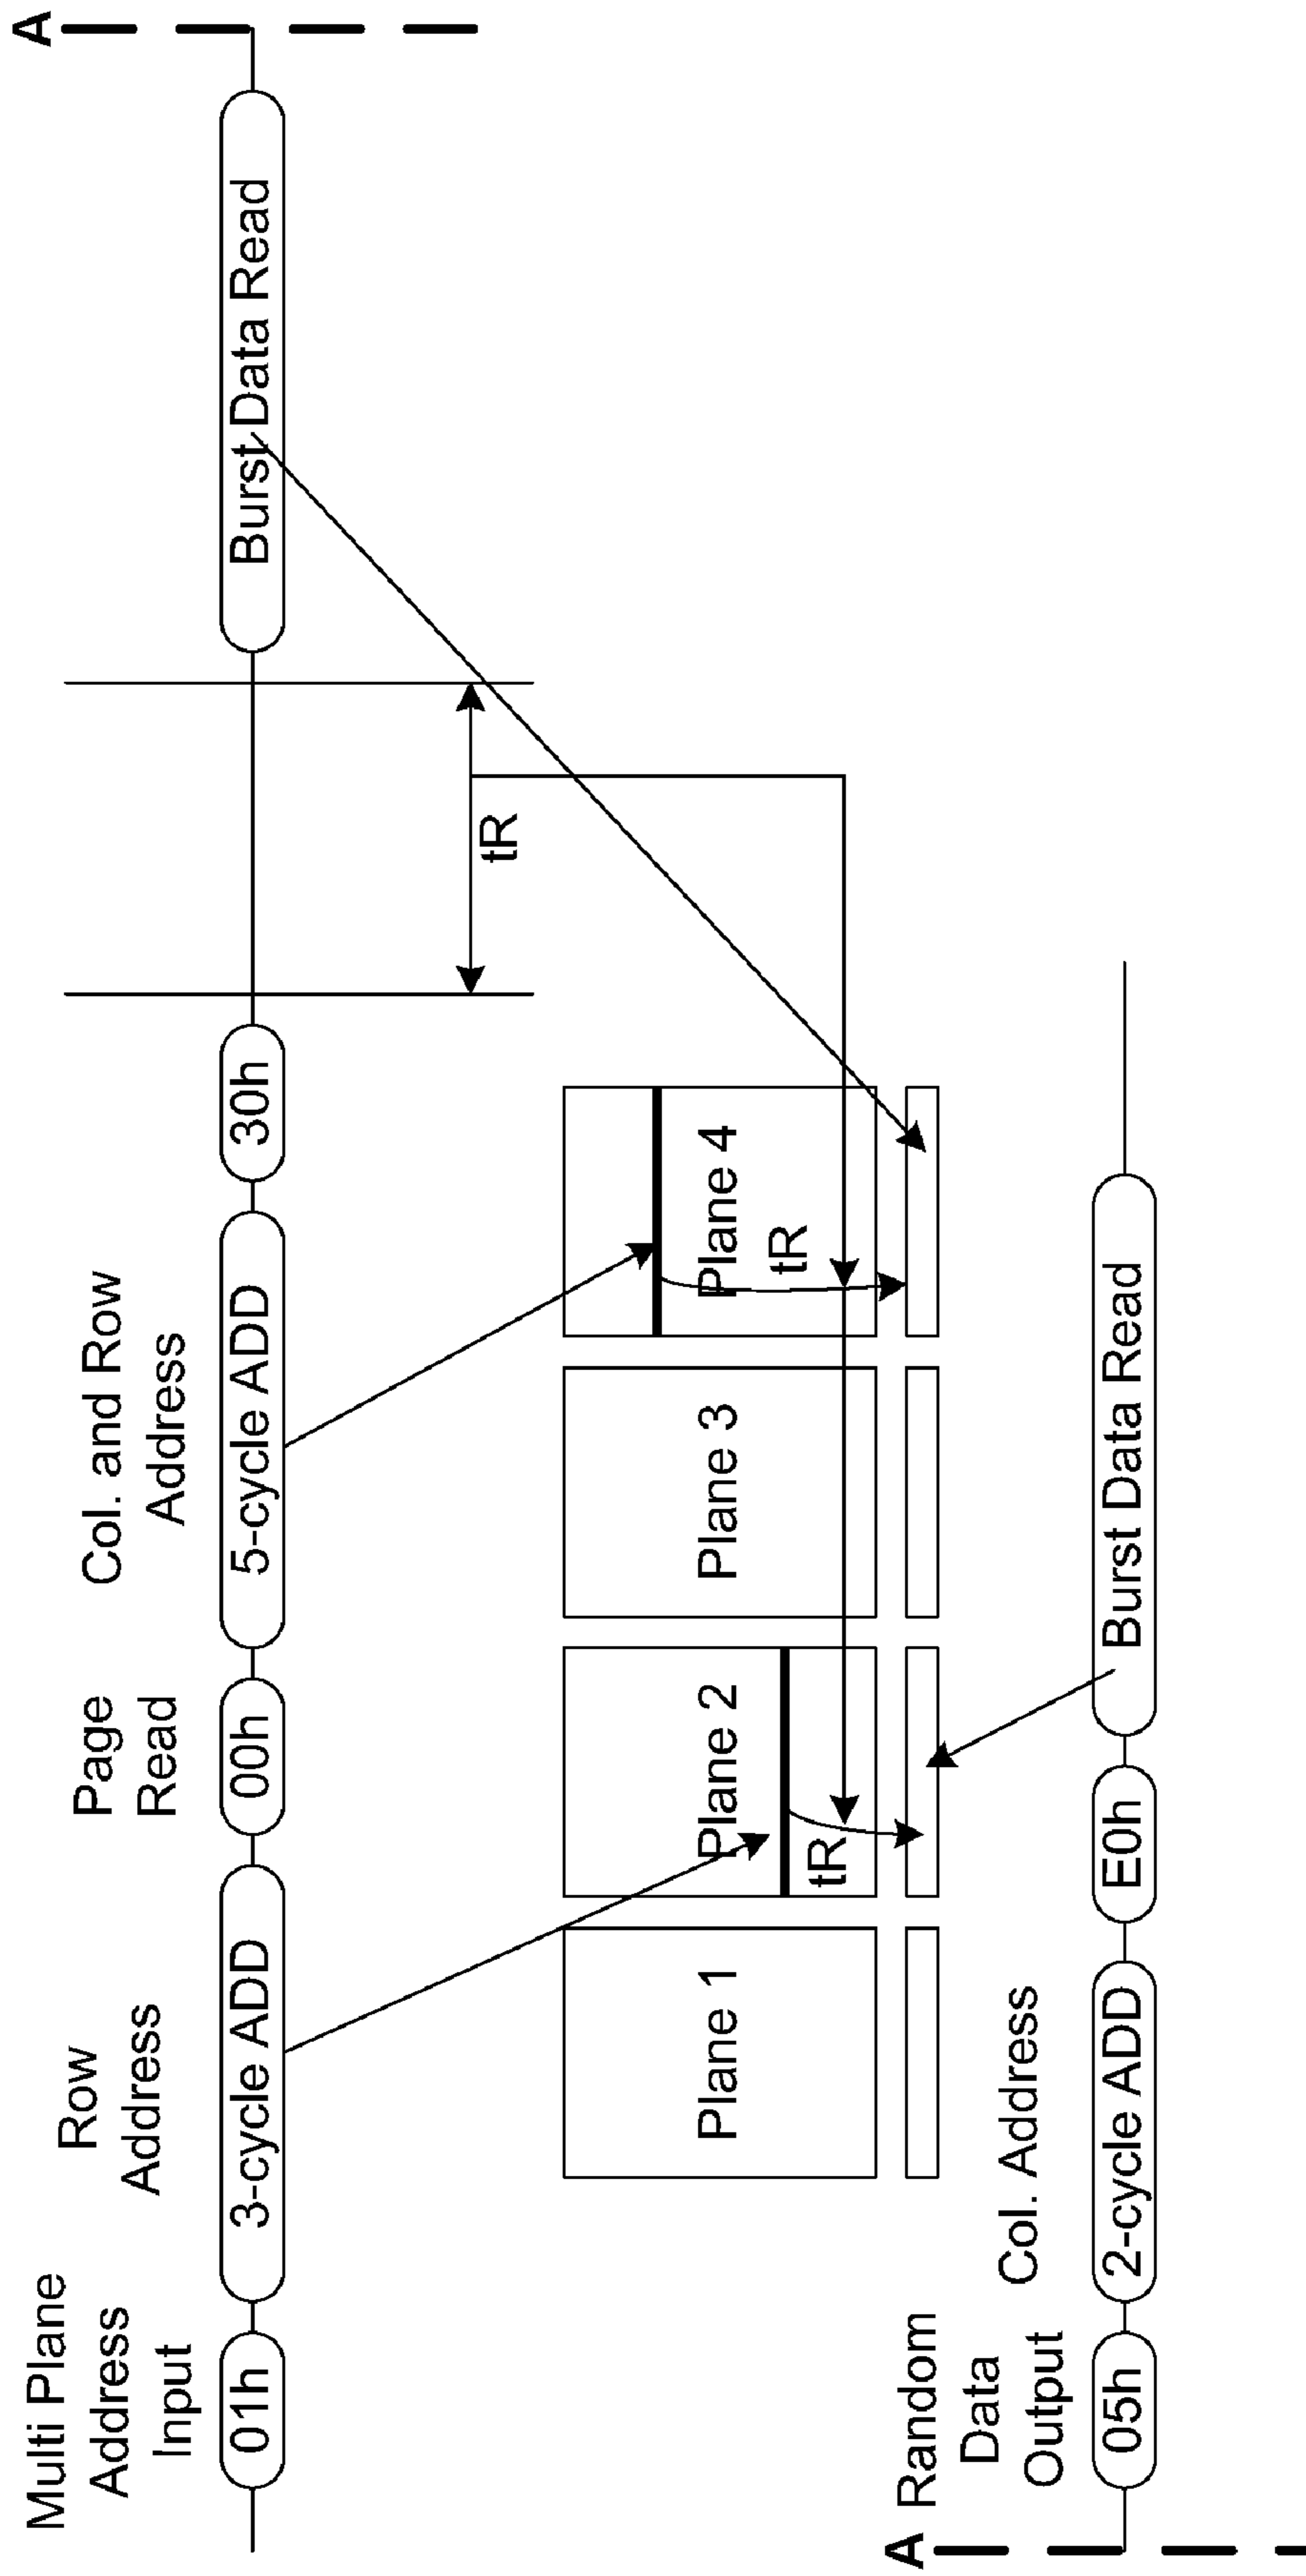 Multi Plane
Address
Input
Row
Address
Page
Read
Col. and Row
Address
A
01h
3-cycle ADD
00h
5-cycle ADD
30h
Burst Data Read
tR
Plane 1
Plane 2
Plane 3
Plane 4
tR
tR
A
Random
Data
Output
Col. Address
05h
2-cycle ADD
E0h
Burst Data Read